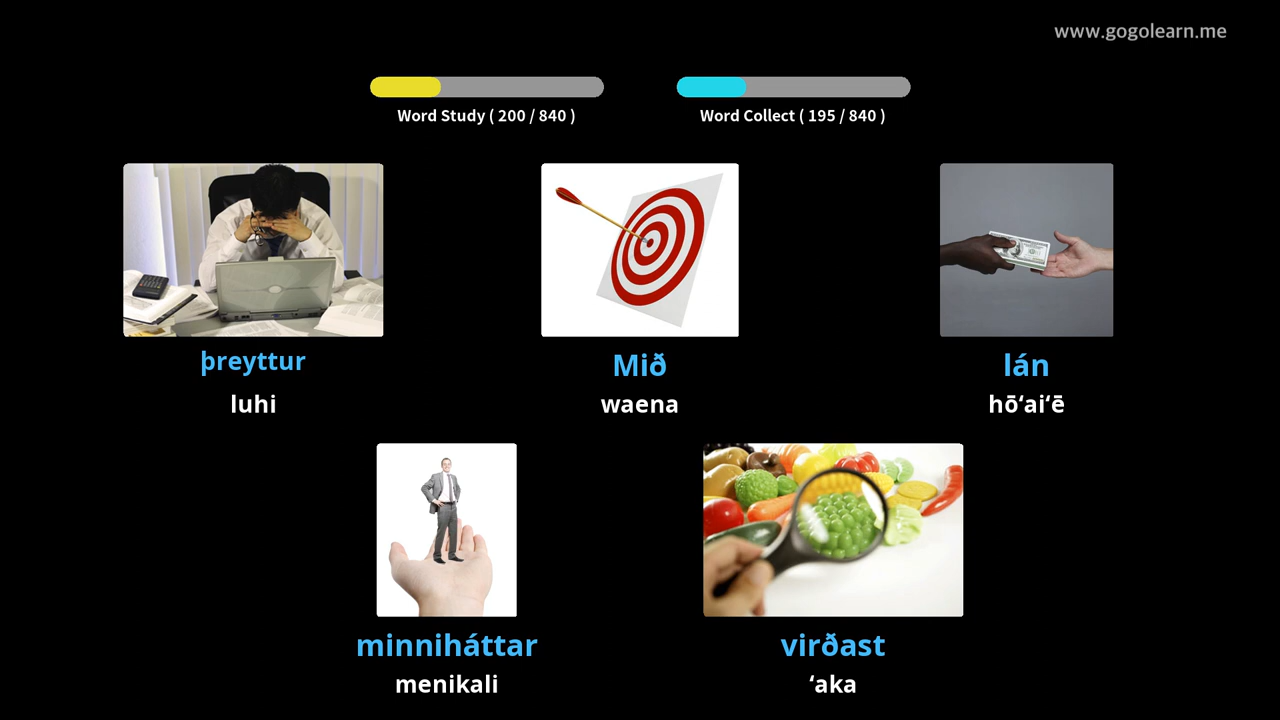 www.gogolearn.me
Word Study ( 200 / 840 )
Word Collect ( 195 / 840 )
þreyttur
luhi
Mið
waena
lán
hōʻaiʻē
minniháttar
menikali
virðast
ʻaka